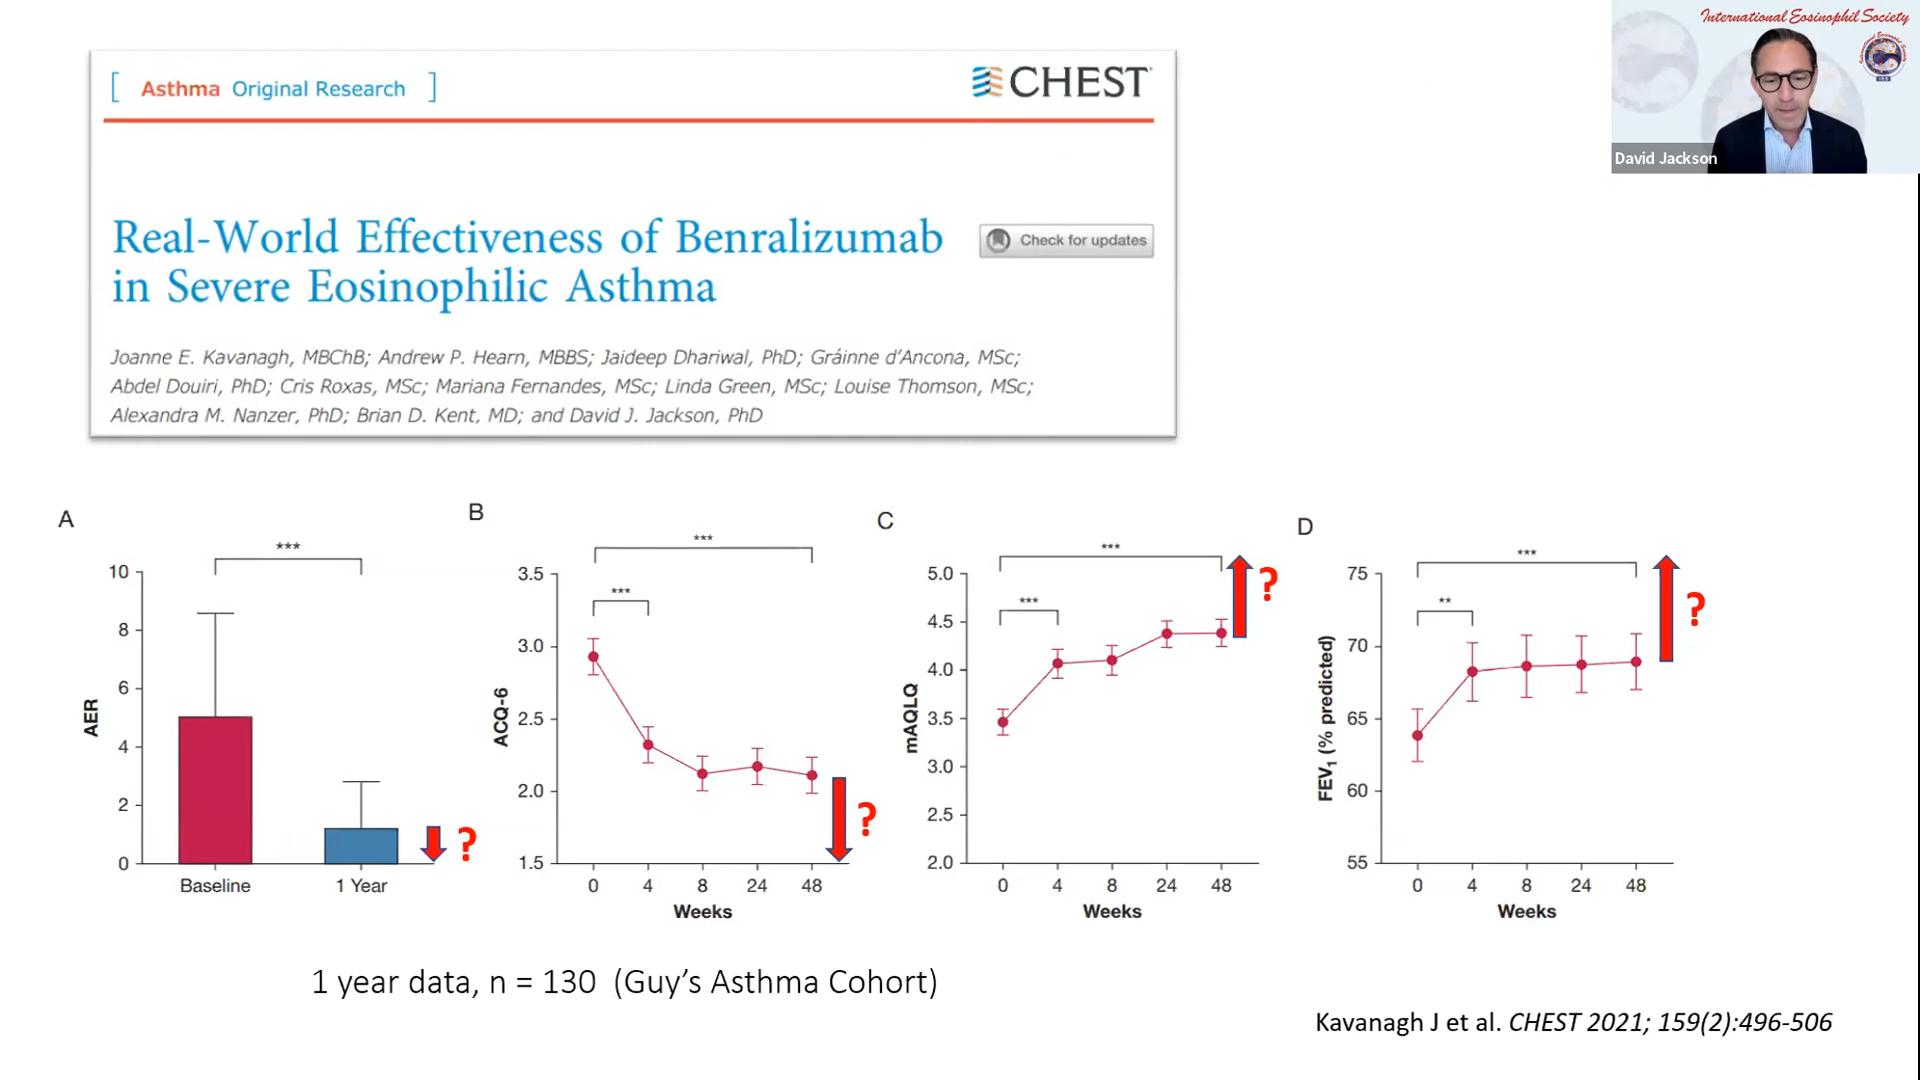 International Eosinophil Society
David Jackson
[ Asthma Original Research ]
CHEST
Real-World Effectiveness of Benralizumab
in Severe Eosinophilic Asthma
Check for updates
Joanne E. Kavanagh, MBChB; Andrew P. Hearn, MBBS; Jaideep Dhariwal, PhD; Gráinne d'Ancona, MSc;
Abdel Douiri, PhD; Cris Roxas, MSc; Mariana Fernandes, MSc; Linda Green, MSc; Louise Thomson, MSc;
Alexandra M. Nanzer, PhD; Brian D. Kent, MD; and David J. Jackson, PhD
A
***
10
8
6
4
2
0
AER
Baseline
1 Year
?
B
***
***
3.5
3.0
2.5
2.0
1.5
ACQ-6
0 4 8 24 48
Weeks
?
C
***
***
5.0
4.5
4.0
3.5
3.0
2.5
2.0
mAQLQ
0 4 8 24 48
Weeks
?
D
***
**
75
70
65
60
55
FEV₁ (% predicted)
0 4 8 24 48
Weeks
?
1 year data, n = 130 (Guy's Asthma Cohort)
Kavanagh J et al. CHEST 2021; 159(2):496-506